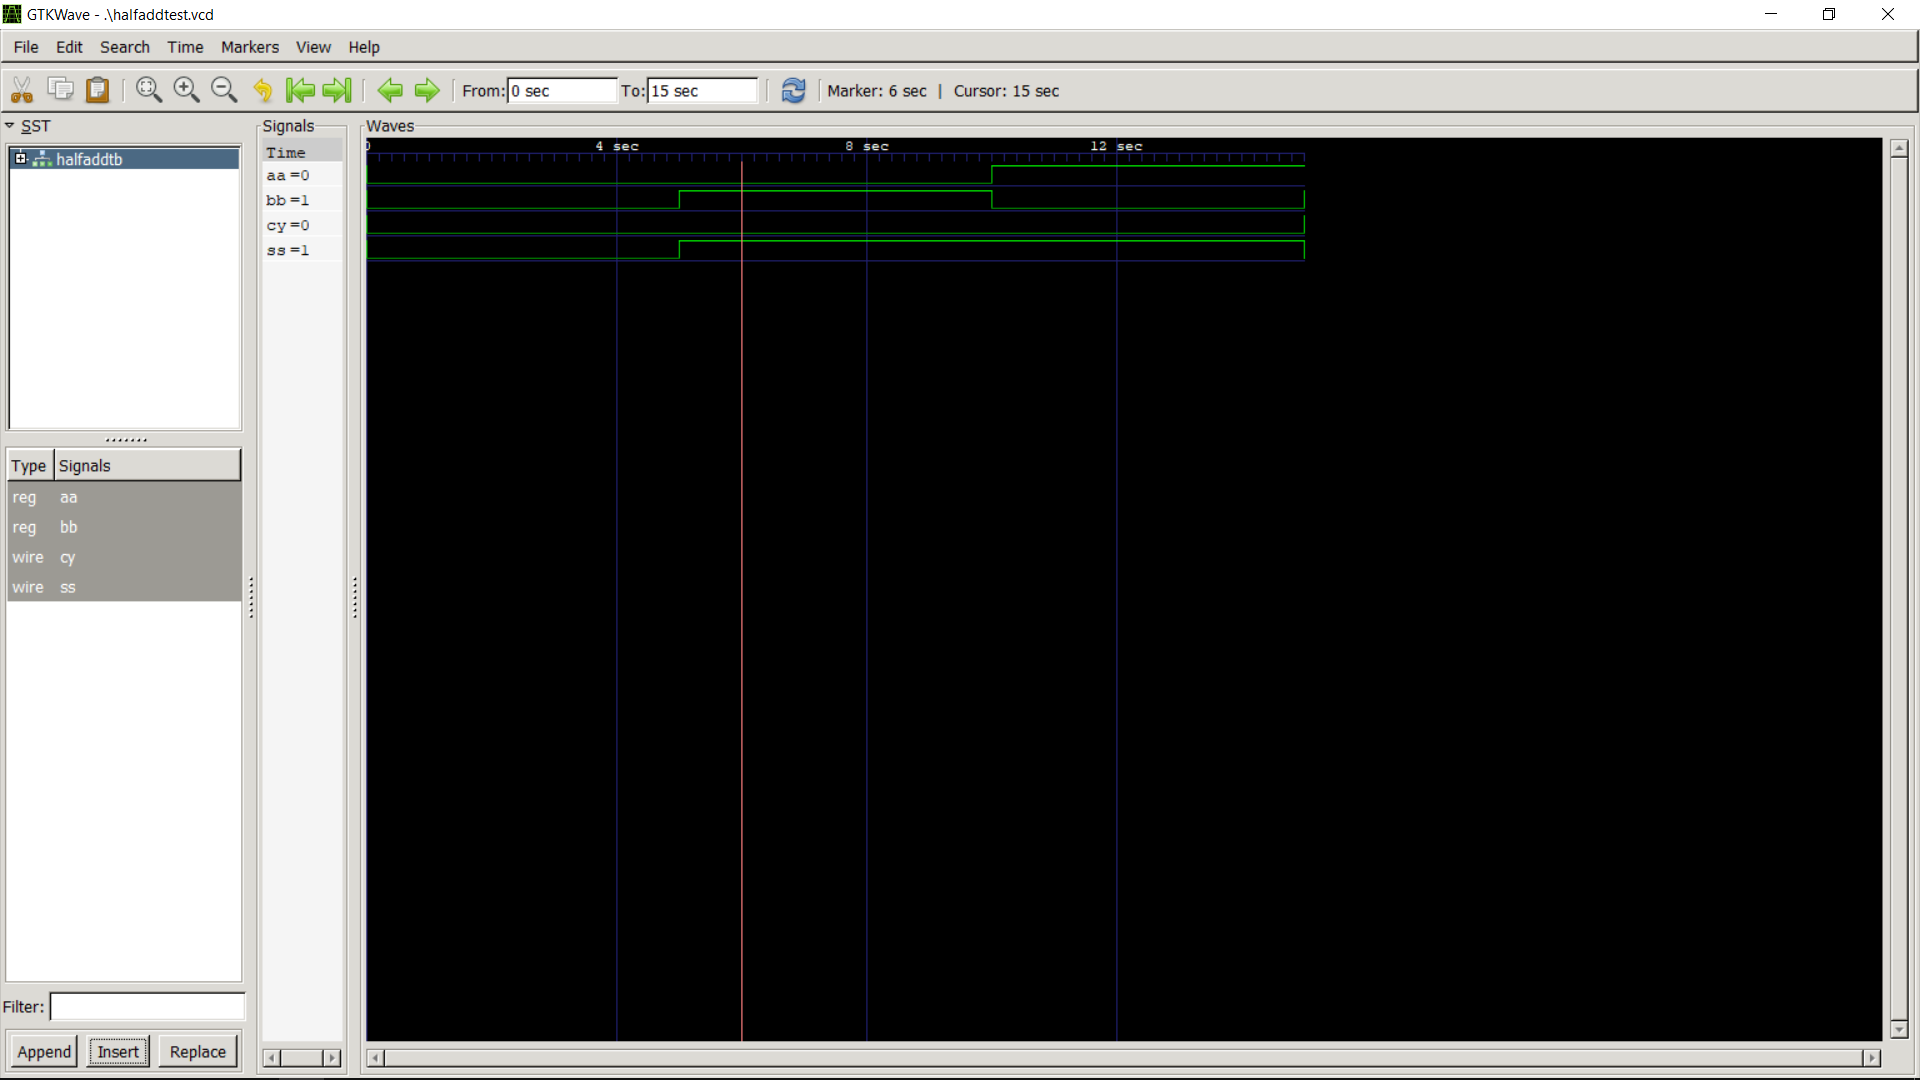 GTKWave - .\halfaddtest.vcd
File Edit Search Time Markers View Help
From: 0 sec To: 15 sec Marker: 6 sec | Cursor: 15 sec
SST
halfaddtb
Type Signals
reg aa
reg bb
wire cy
wire ss
Filter:
Append Insert Replace
Signals
Time
aa =0
bb =1
cy =0
ss =1
Waves
0 4 sec 8 sec 12 sec